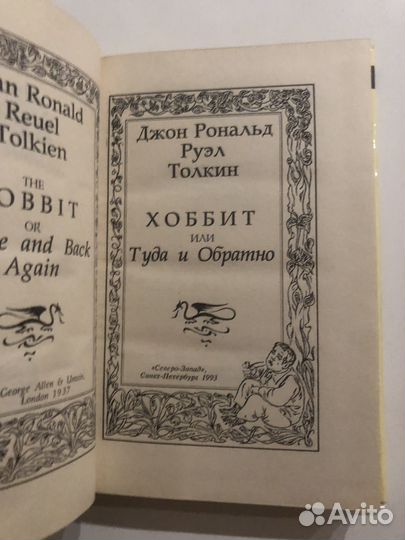 Ronald
Reuel
Tolkien
THE
OR
and Back
Again
George Allen & Unwin,
London 1937
Джон Рональд
Руэл
Толкин
ХОББИТ
или
Туда и Обратно
«Северо-Запад»,
Санкт-Петербург 1993
Avito